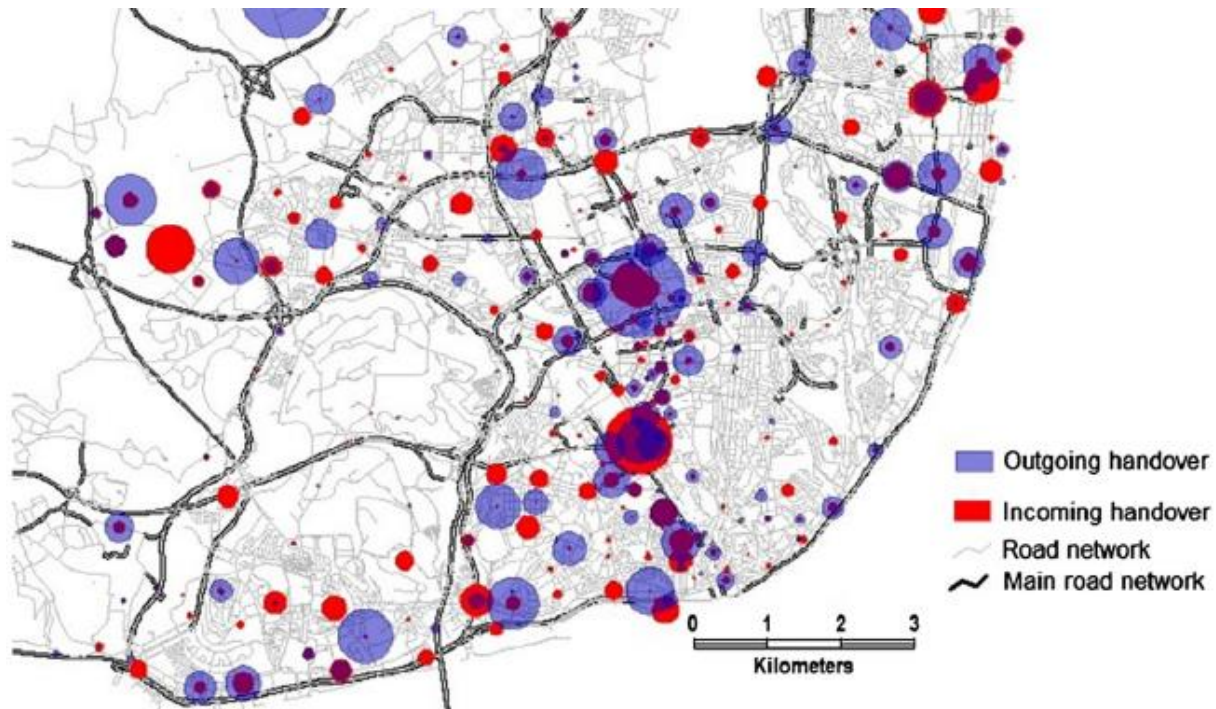 Outgoing handover
Incoming handover
Road network
Main road network
0 1 2 3
Kilometers